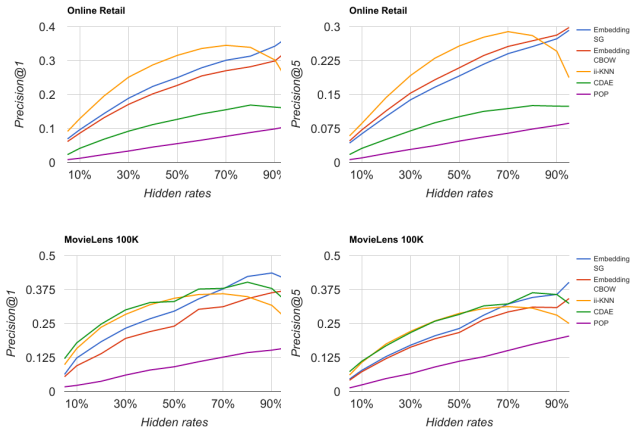 Online Retail
Precision@1
0.4
0.3
0.2
0.1
0
10%
30%
50%
70%
90%
Hidden rates
Online Retail
Precision@5
0.3
0.225
0.15
0.075
0
10%
30%
50%
70%
90%
Hidden rates
Embedding
SG
Embedding
CBOW
ii-KNN
CDAE
POP
MovieLens 100K
Precision@1
0.5
0.375
0.25
0.125
0
10%
30%
50%
70%
90%
Hidden rates
MovieLens 100K
Precision@5
0.5
0.375
0.25
0.125
0
10%
30%
50%
70%
90%
Hidden rates
Embedding
SG
Embedding
CBOW
ii-KNN
CDAE
POP